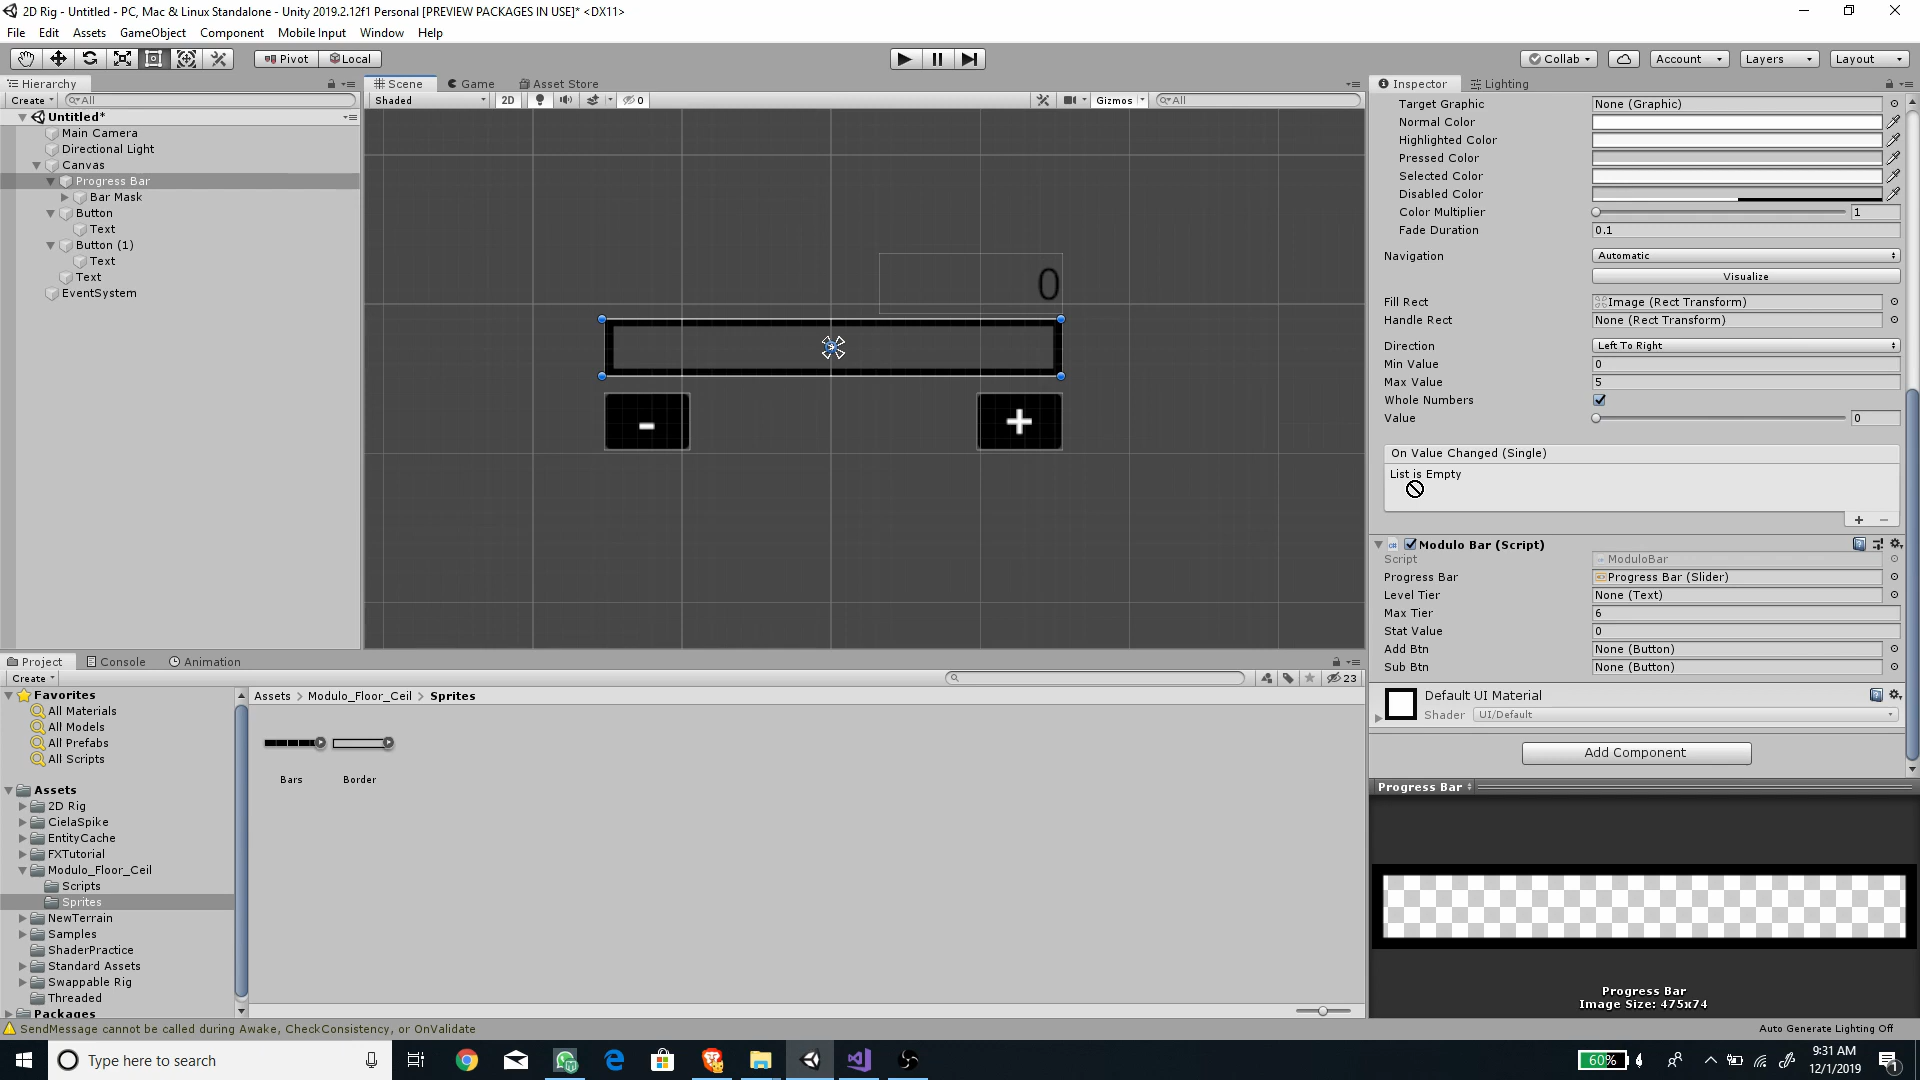 2D Rig - Untitled - PC, Mac & Linux Standalone - Unity 2019.2.12f1 Personal [PREVIEW PACKAGES IN USE]* <DX11>
File Edit Assets GameObject Component Mobile Input Window Help
Pivot Local Collab Account Layers Layout
Hierarchy
Create All
Untitled*
Main Camera
Directional Light
Canvas
Progress Bar
Bar Mask
Button
Text
Button (1)
Text
Text
EventSystem
Scene Game Asset Store
Shaded 2D 0 Gizmos All
0
- +
Inspector Lighting
Target Graphic None (Graphic)
Normal Color
Highlighted Color
Pressed Color
Selected Color
Disabled Color
Color Multiplier 1
Fade Duration 0.1
Navigation Automatic
Visualize
Fill Rect Image (Rect Transform)
Handle Rect None (Rect Transform)
Direction Left To Right
Min Value 0
Max Value 5
Whole Numbers
Value 0
On Value Changed (Single)
List is Empty
+ -
Modulo Bar (Script)
Script ModuloBar
Progress Bar Progress Bar (Slider)
Level Tier None (Text)
Max Tier 6
Stat Value 0
Add Btn None (Button)
Sub Btn None (Button)
Default UI Material
Shader UI/Default
Add Component
Progress Bar
Progress Bar
Image Size: 475x74
Project Console Animation
Create 23
Favorites
All Materials
All Models
All Prefabs
All Scripts
Assets
2D Rig
CielaSpike
EntityCache
FXTutorial
Modulo_Floor_Ceil
Scripts
Sprites
NewTerrain
Samples
ShaderPractice
Standard Assets
Swappable Rig
Threaded
Packages
Assets > Modulo_Floor_Ceil > Sprites
Bars Border
SendMessage cannot be called during Awake, CheckConsistency, or OnValidate
Auto Generate Lighting Off
Type here to search
60%
9:31 AM
12/1/2019
1